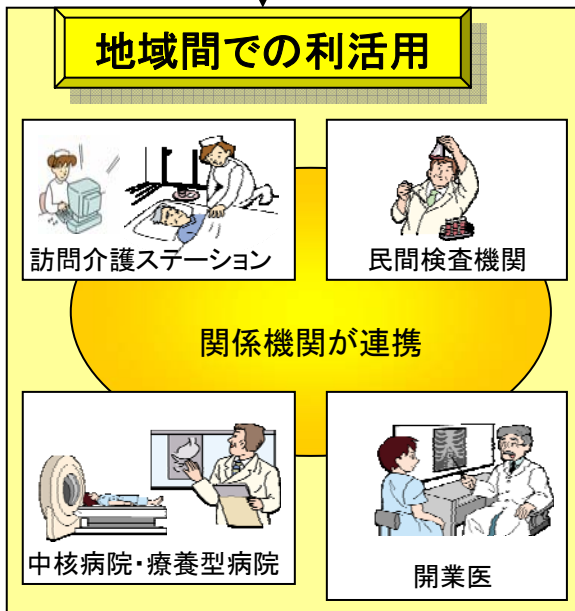 地域間での利活用
訪問介護ステーション
民間検査機関
関係機関が連携
中核病院・療養型病院
開業医